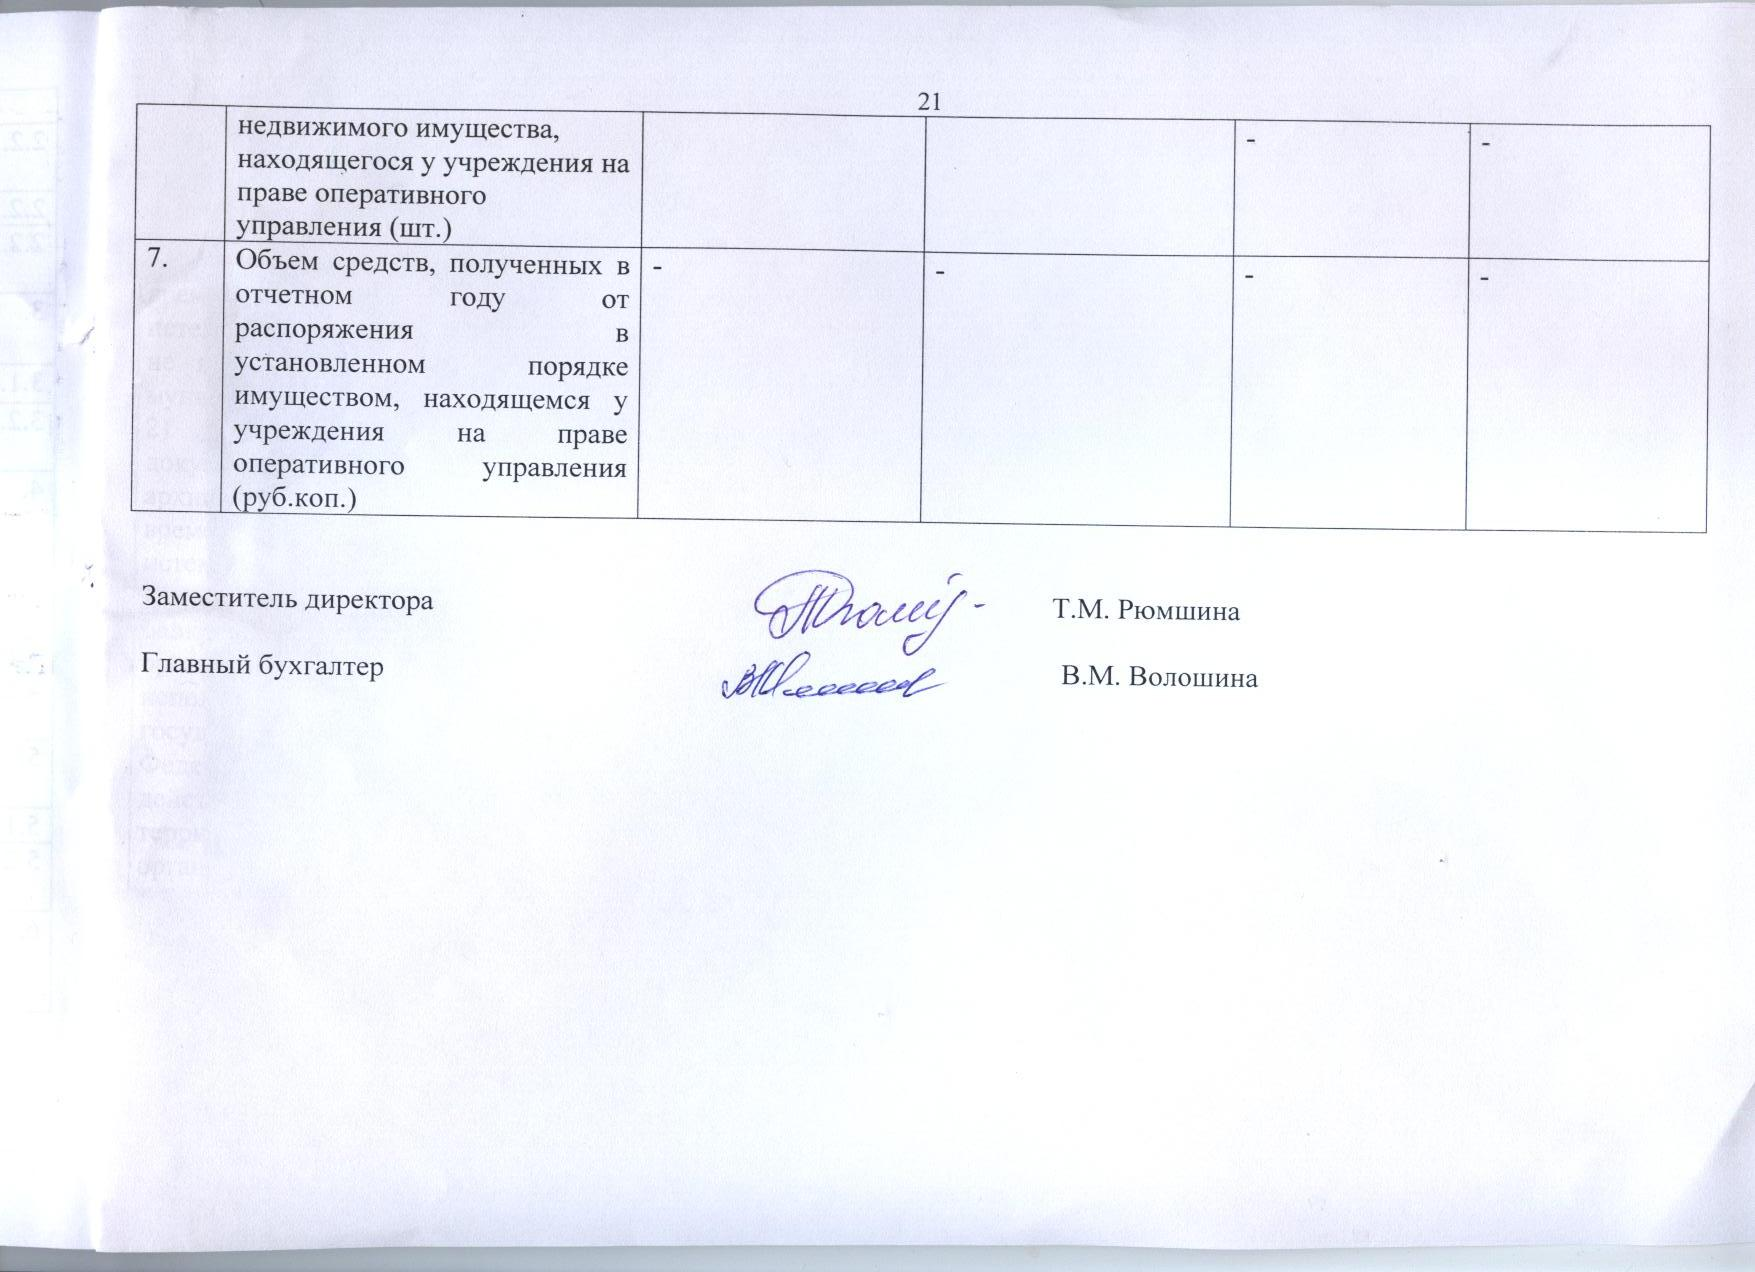 21
недвижимого имущества, - -
находящегося у учреждения на
праве оперативного
управления (шт.)
7. Объем средств, полученных в - - - -
отчетном году от
распоряжения в
установленном порядке
имуществом, находящемся у
учреждения на праве
оперативного управления
(руб.коп.)
Заместитель директора Т.М. Рюмшина
Главный бухгалтер В.М. Волошина